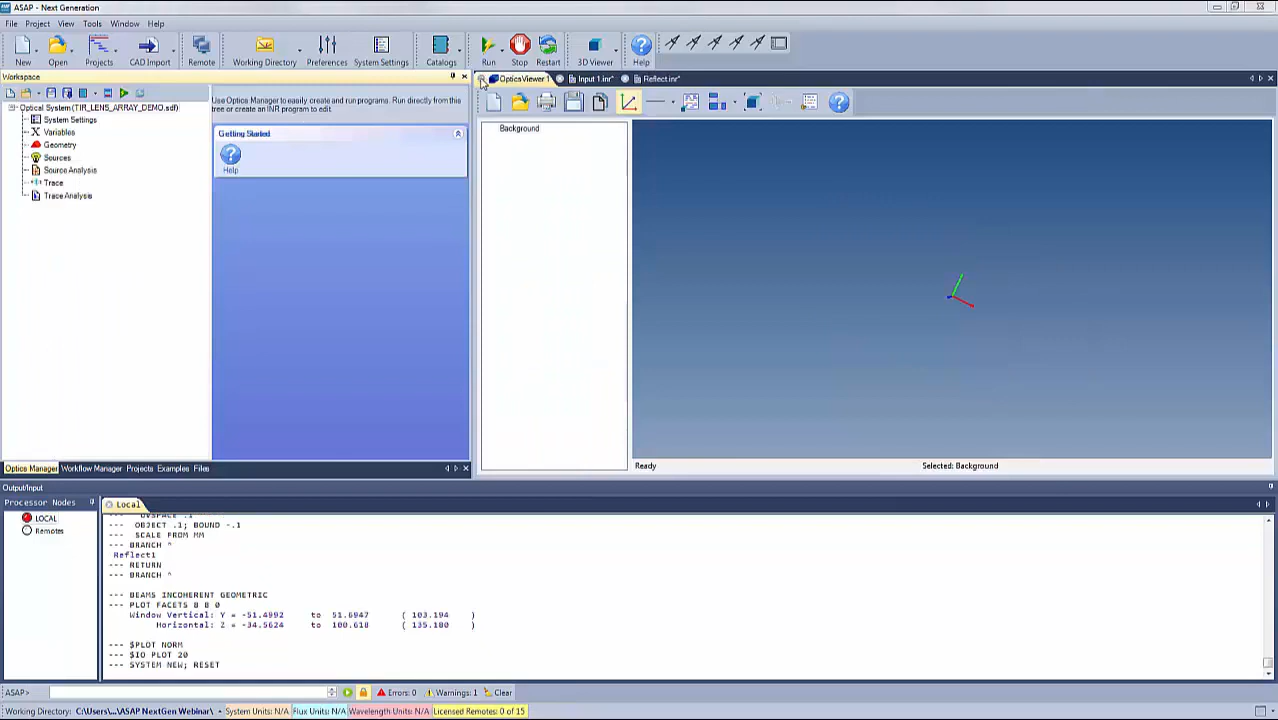 ASAP - Next Generation
File Project View Tools Window Help
New Open Projects CAD Import Remote Working Directory Preferences System Settings Catalogs Run Stop Restart 3D Viewer Help
Workspace
OpticsViewer 1 Input 1.inr* Reflect.inr*
Optical System (TIR_LENS_ARRAY_DEMO.sdf)
System Settings
Variables
Geometry
Sources
Source Analysis
Trace
Trace Analysis
Use Optics Manager to easily create and run programs. Run directly from this
tree or create an INR program to edit.
Getting Started
Help
Background
Ready Selected: Background
Optics Manager Workflow Manager Projects Examples Files
Output/Input
Processor Nodes
LOCAL
Remotes
Local
--- OBJECT .1; BOUND -.1
--- SCALE FROM MM
--- BRANCH ^
Reflect1
--- RETURN
--- BRANCH ^
--- BEAMS INCOHERENT GEOMETRIC
--- PLOT FACETS 8 8 0
Window Vertical: Y = -51.4992 to 51.6947 ( 103.194 )
Horizontal: Z = -34.5624 to 100.618 ( 135.180 )
--- $PLOT NORM
--- $IO PLOT 20
--- SYSTEM NEW; RESET
ASAP> Errors: 0 Warnings: 1 Clear
Working Directory: C:\Users\...\ASAP NextGen Webinar\ System Units: N/A Flux Units: N/A Wavelength Units: N/A Licensed Remotes: 0 of 15